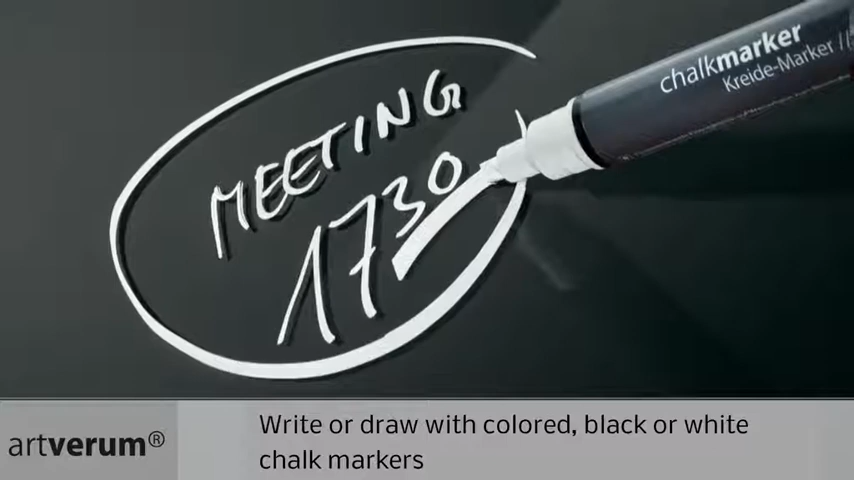 MEETING
1730
chalkmarker
Kreide-Marker //
artverum®
Write or draw with colored, black or white
chalk markers